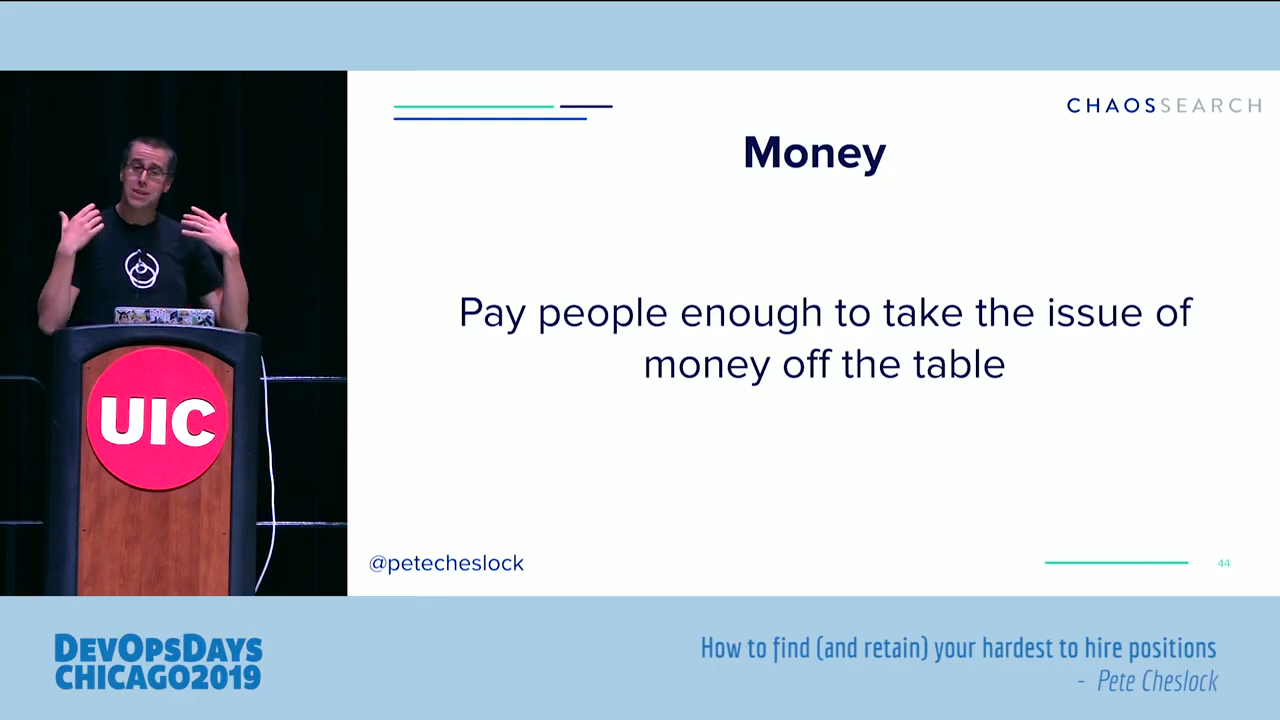 CHAOSSEARCH
Money
Pay people enough to take the issue of
money off the table
UIC
@petecheslock
44
DEVOPSDAYS
CHICAGO2019
How to find (and retain) your hardest to hire positions
- Pete Cheslock